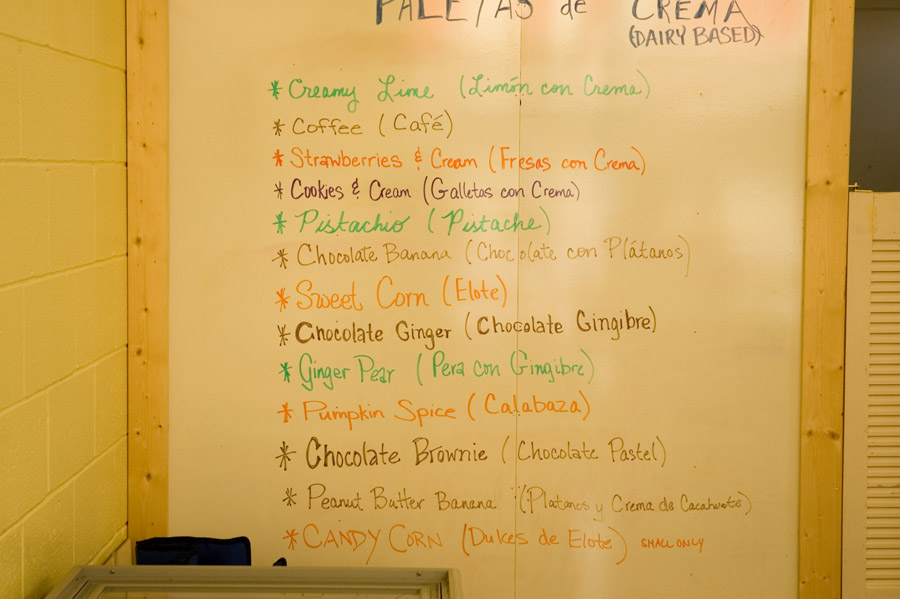 PALETAS de CREMA
(DAIRY BASED)
* Creamy Lime (Limón con Crema)
* Coffee (Café)
* Strawberries & Cream (Fresas con Crema)
* Cookies & Cream (Galletas con Crema)
* Pistachio (Pistache)
* Chocolate Banana (Chocolate con Plátanos)
* Sweet Corn (Elote)
* Chocolate Ginger (Chocolate Gingibre)
* Ginger Pear (Pera con Gingibre)
* Pumpkin Spice (Calabaza)
* Chocolate Brownie (Chocolate Pastel)
* Peanut Butter Banana (Platanos y Crema de Cacahuate)
* CANDY CORN (Dulces de Elote) SMALL ONLY